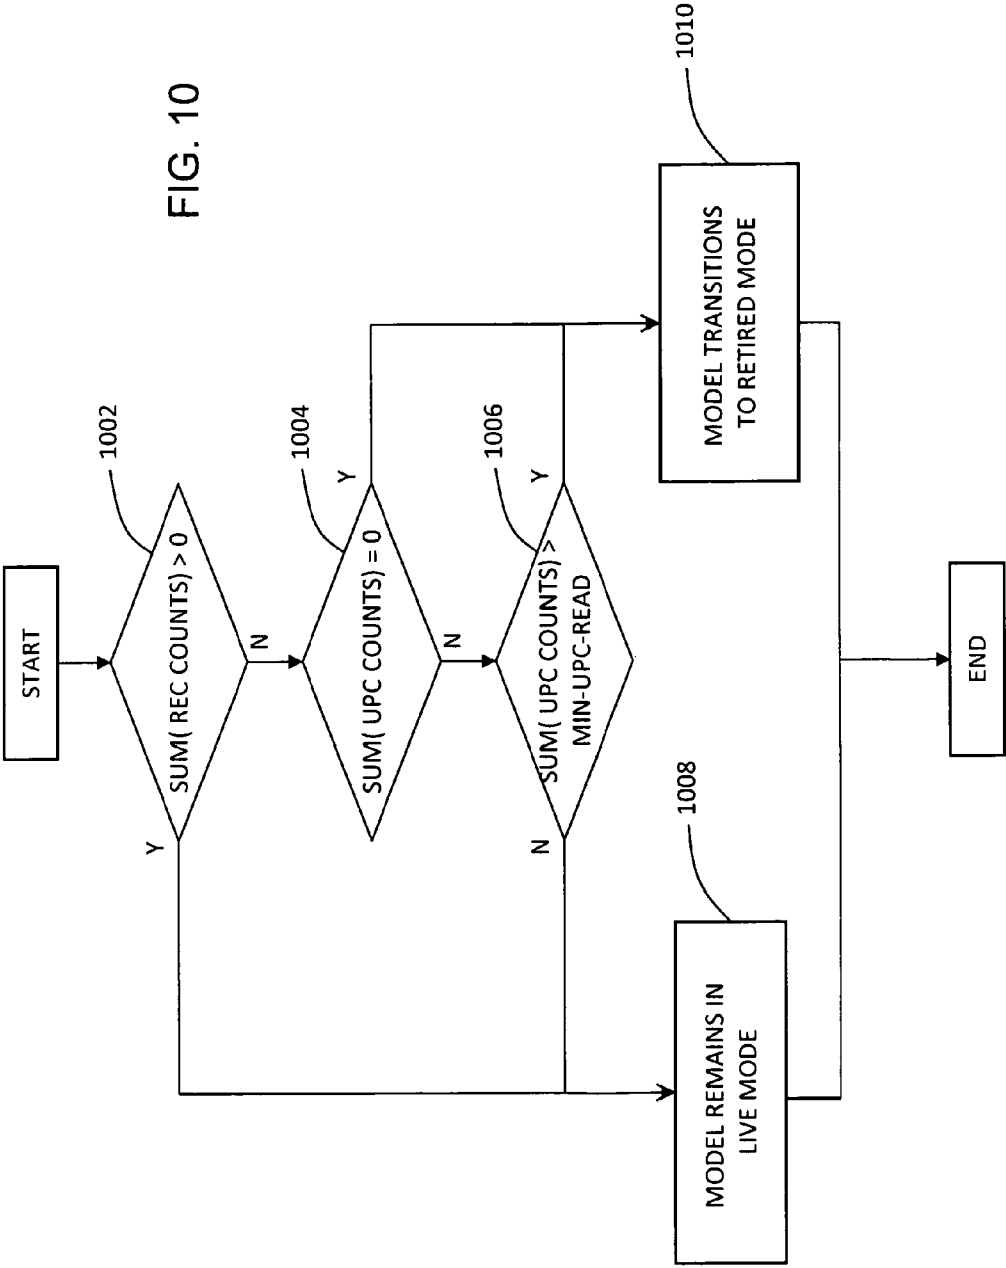 FIG. 10
START
1002
SUM( REC COUNTS) > 0
Y
N
1004
SUM( UPC COUNTS) = 0
Y
N
1006
SUM( UPC COUNTS) >
MIN-UPC-READ
Y
N
1008
MODEL REMAINS IN
LIVE MODE
1010
MODEL TRANSITIONS
TO RETIRED MODE
END